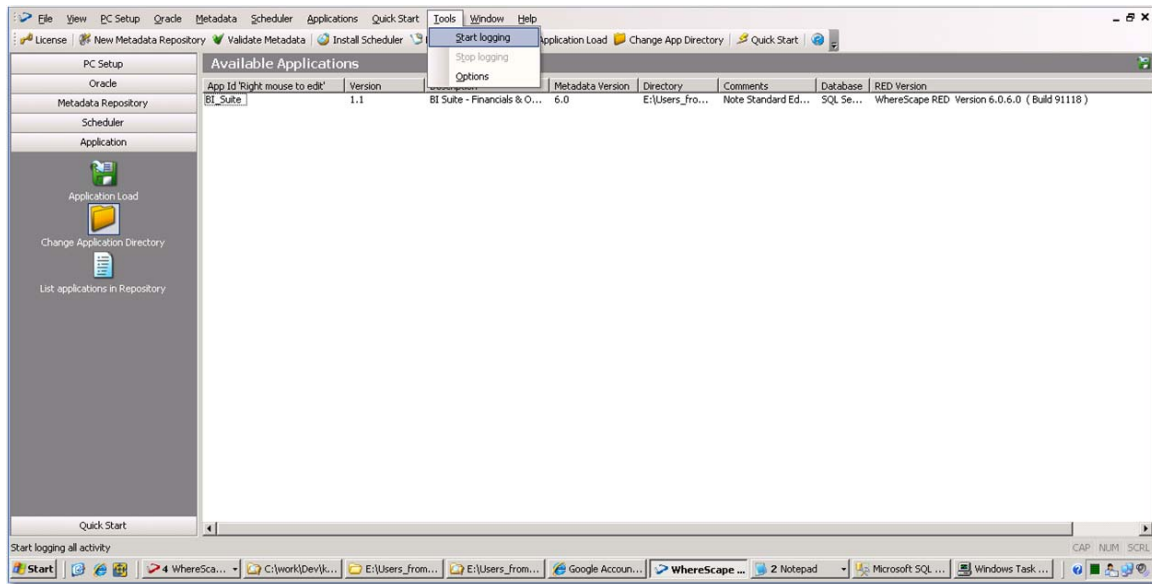 File View PC Setup Oracle Metadata Scheduler Applications Quick Start Tools Window Help
License New Metadata Repository Validate Metadata Install Scheduler Application Load Change App Directory Quick Start
Start logging
Stop logging
Options
PC Setup
Oracle
Metadata Repository
Scheduler
Application
Application Load
Change Application Directory
List applications in Repository
Quick Start
Available Applications
App Id 'Right mouse to edit' Version Metadata Version Directory Comments Database RED Version
BI_Suite 1.1 BI Suite - Financials & O... 6.0 E:\Users_fro... Note Standard Ed... SQL Se... WhereScape RED Version 6.0.6.0 ( Build 91118 )
Start logging all activity
CAP NUM SCRL
Start 4 WhereSca... C:\work\Dev\k... E:\Users_from... E:\Users_from... Google Accoun... WhereScape ... 2 Notepad Microsoft SQL ... Windows Task ...